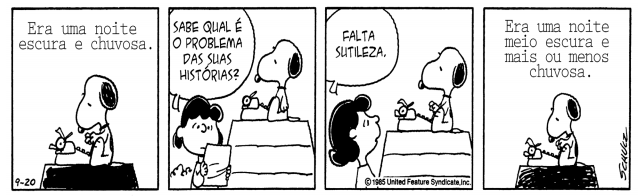 Era uma noite
escura e chuvosa.
9-20
SABE QUAL É
O PROBLEMA
DAS SUAS
HISTÓRIAS?
FALTA
SUTILEZA.
© 1985 United Feature Syndicate, Inc.
Era uma noite
meio escura e
mais ou menos
chuvosa.
SCHULZ